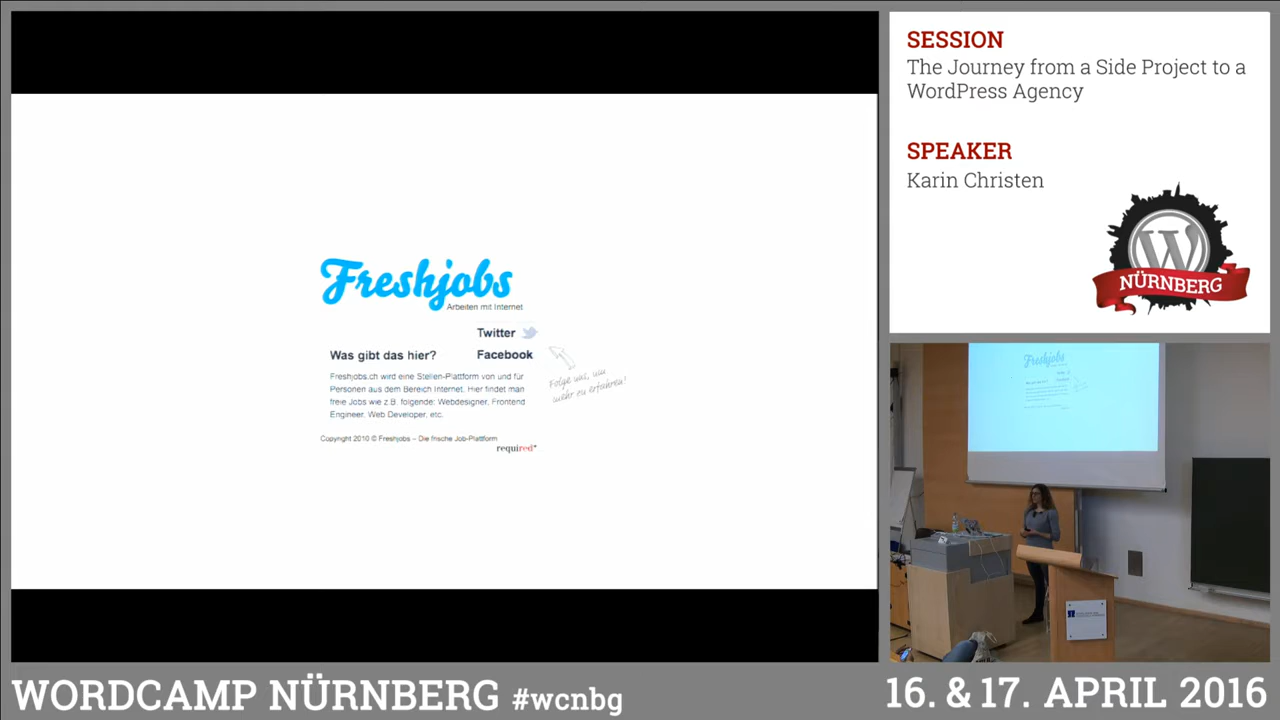 SESSION
The Journey from a Side Project to a
WordPress Agency
SPEAKER
Karin Christen
W
NÜRNBERG
Freshjobs
Arbeiten mit Internet
Twitter
Was gibt das hier?
Facebook
Freshjobs.ch wird eine Stellen-Plattform von und für
Personen aus dem Bereich Internet. Hier findet man
freie Jobs wie z.B. folgende: Webdesigner, Frontend
Engineer, Web Developer, etc.
Folge uns, um
mehr zu erfahren!
Copyright 2010 © Freshjobs – Die frische Job-Plattform
required+
Freshjobs
WORDCAMP NÜRNBERG #wcnbg
16. & 17. APRIL 2016